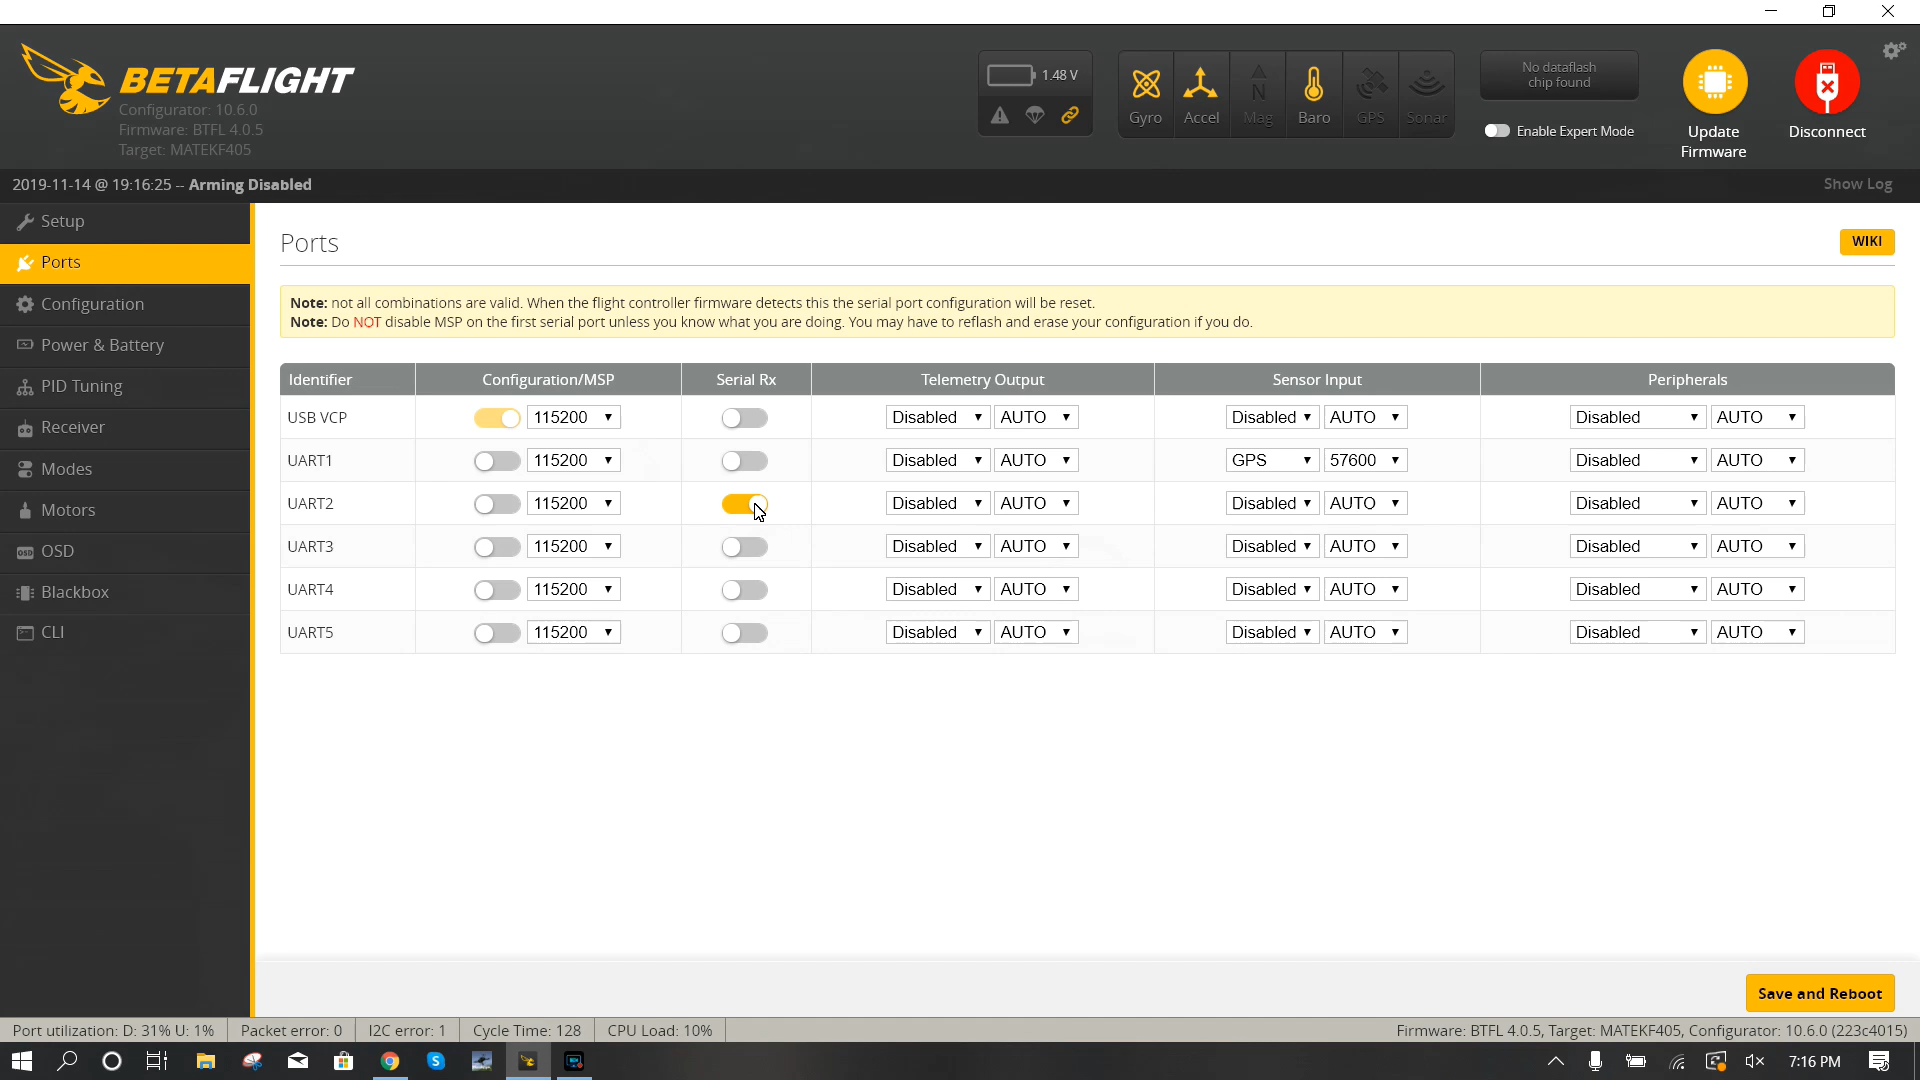 BETAFLIGHT
Configurator: 10.6.0
Firmware: BTFL 4.0.5
Target: MATEKF405
1.48 V
Gyro
Accel
Mag
Baro
GPS
Sonar
No dataflash
chip found
Enable Expert Mode
Update
Firmware
Disconnect
2019-11-14 @ 19:16:25 -- Arming Disabled
Show Log
Setup
Ports
Configuration
Power & Battery
PID Tuning
Receiver
Modes
Motors
OSD
OSD
Blackbox
CLI
Ports
WIKI
Note: not all combinations are valid. When the flight controller firmware detects this the serial port configuration will be reset.
Note: Do NOT disable MSP on the first serial port unless you know what you are doing. You may have to reflash and erase your configuration if you do.
Identifier Configuration/MSP Serial Rx Telemetry Output Sensor Input Peripherals
USB VCP 115200 Disabled AUTO Disabled AUTO Disabled AUTO
UART1 115200 Disabled AUTO GPS 57600 Disabled AUTO
UART2 115200 Disabled AUTO Disabled AUTO Disabled AUTO
UART3 115200 Disabled AUTO Disabled AUTO Disabled AUTO
UART4 115200 Disabled AUTO Disabled AUTO Disabled AUTO
UART5 115200 Disabled AUTO Disabled AUTO Disabled AUTO
Save and Reboot
Port utilization: D: 31% U: 1% Packet error: 0 I2C error: 1 Cycle Time: 128 CPU Load: 10% Firmware: BTFL 4.0.5, Target: MATEKF405, Configurator: 10.6.0 (223c4015)
7:16 PM